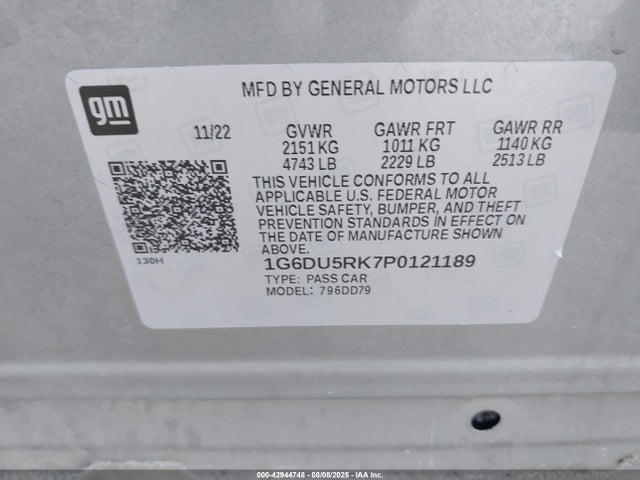 gm
MFD BY GENERAL MOTORS LLC
11/22 GVWR GAWR FRT GAWR RR
2151 KG 1011 KG 1140 KG
4743 LB 2229 LB 2513 LB
THIS VEHICLE CONFORMS TO ALL
APPLICABLE U.S. FEDERAL MOTOR
VEHICLE SAFETY, BUMPER, AND THEFT
PREVENTION STANDARDS IN EFFECT ON
THE DATE OF MANUFACTURE SHOWN
ABOVE.
130H
1G6DU5RK7P0121189
TYPE: PASS CAR
MODEL: 796DD79
000-42944748 - 08/08/2025 - IAA Inc.